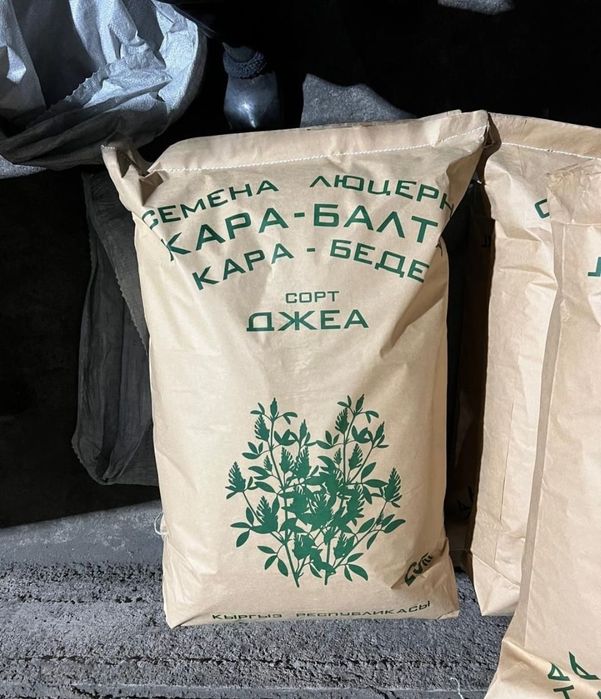 СЕМЕНА ЛЮЦЕРН
КАРА-БАЛТ
КАРА - БЕДЕ
СОРТ
ДЖЕА
КЫРГЫЗ РЕСПУБЛИКАСЫ